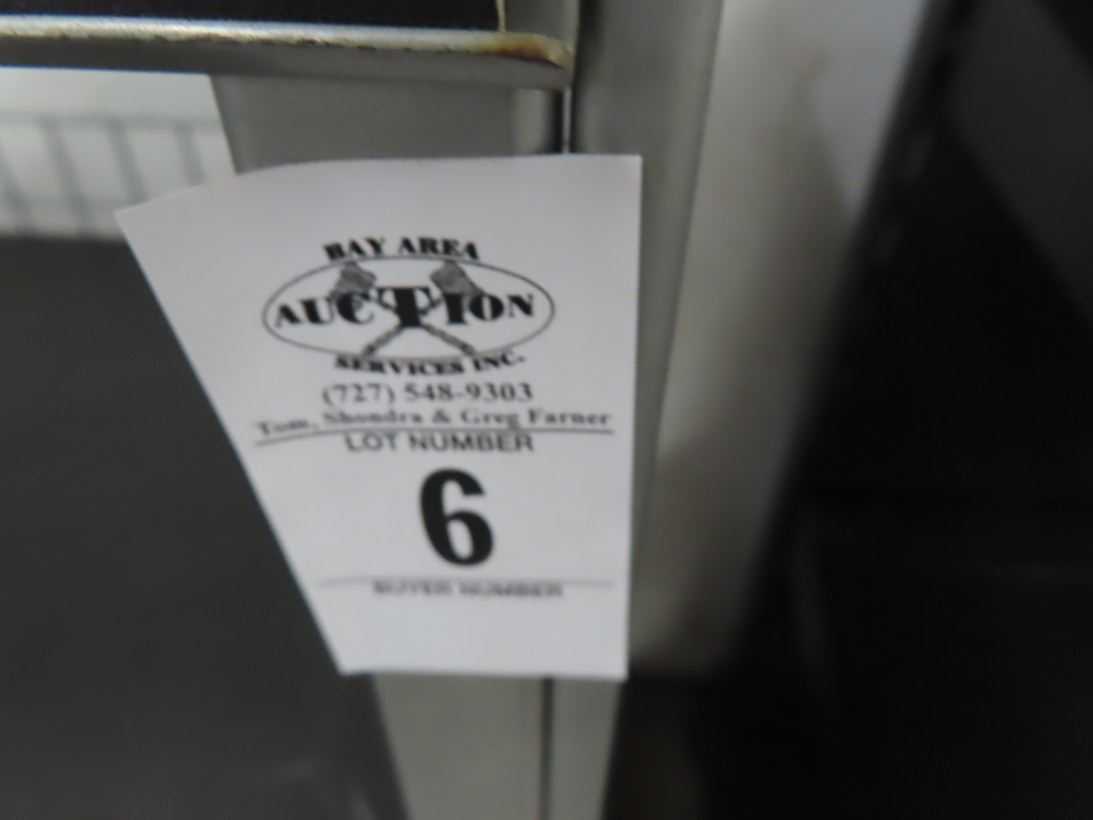 BAY AREA
AUCTION
SERVICES INC.
(727) 548-9303
Tom, Shondra & Greg Farner
LOT NUMBER
6
BUYER NUMBER